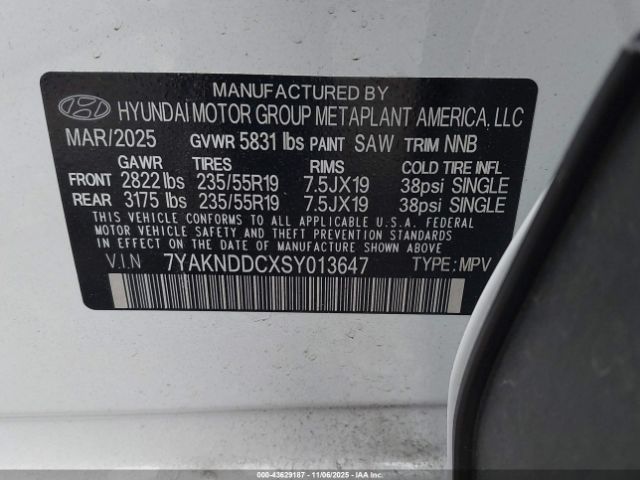 MANUFACTURED BY
HYUNDAI MOTOR GROUP METAPLANT AMERICA, LLC
MAR/2025 GVWR 5831 lbs PAINT SAW TRIM NNB
GAWR TIRES RIMS COLD TIRE INFL
FRONT 2822 lbs 235/55R19 7.5JX19 38psi SINGLE
REAR 3175 lbs 235/55R19 7.5JX19 38psi SINGLE
THIS VEHICLE CONFORMS TO ALL APPLICABLE U.S.A. FEDERAL
MOTOR VEHICLE SAFETY AND THEFT PREVENTION STANDARDS IN
EFFECT ON THE DATE OF MANUFACTURE SHOWN ABOVE.
V.I.N 7YAKNDDCXSY013647 TYPE: MPV
000-43629187 - 11/06/2025 - IAAI